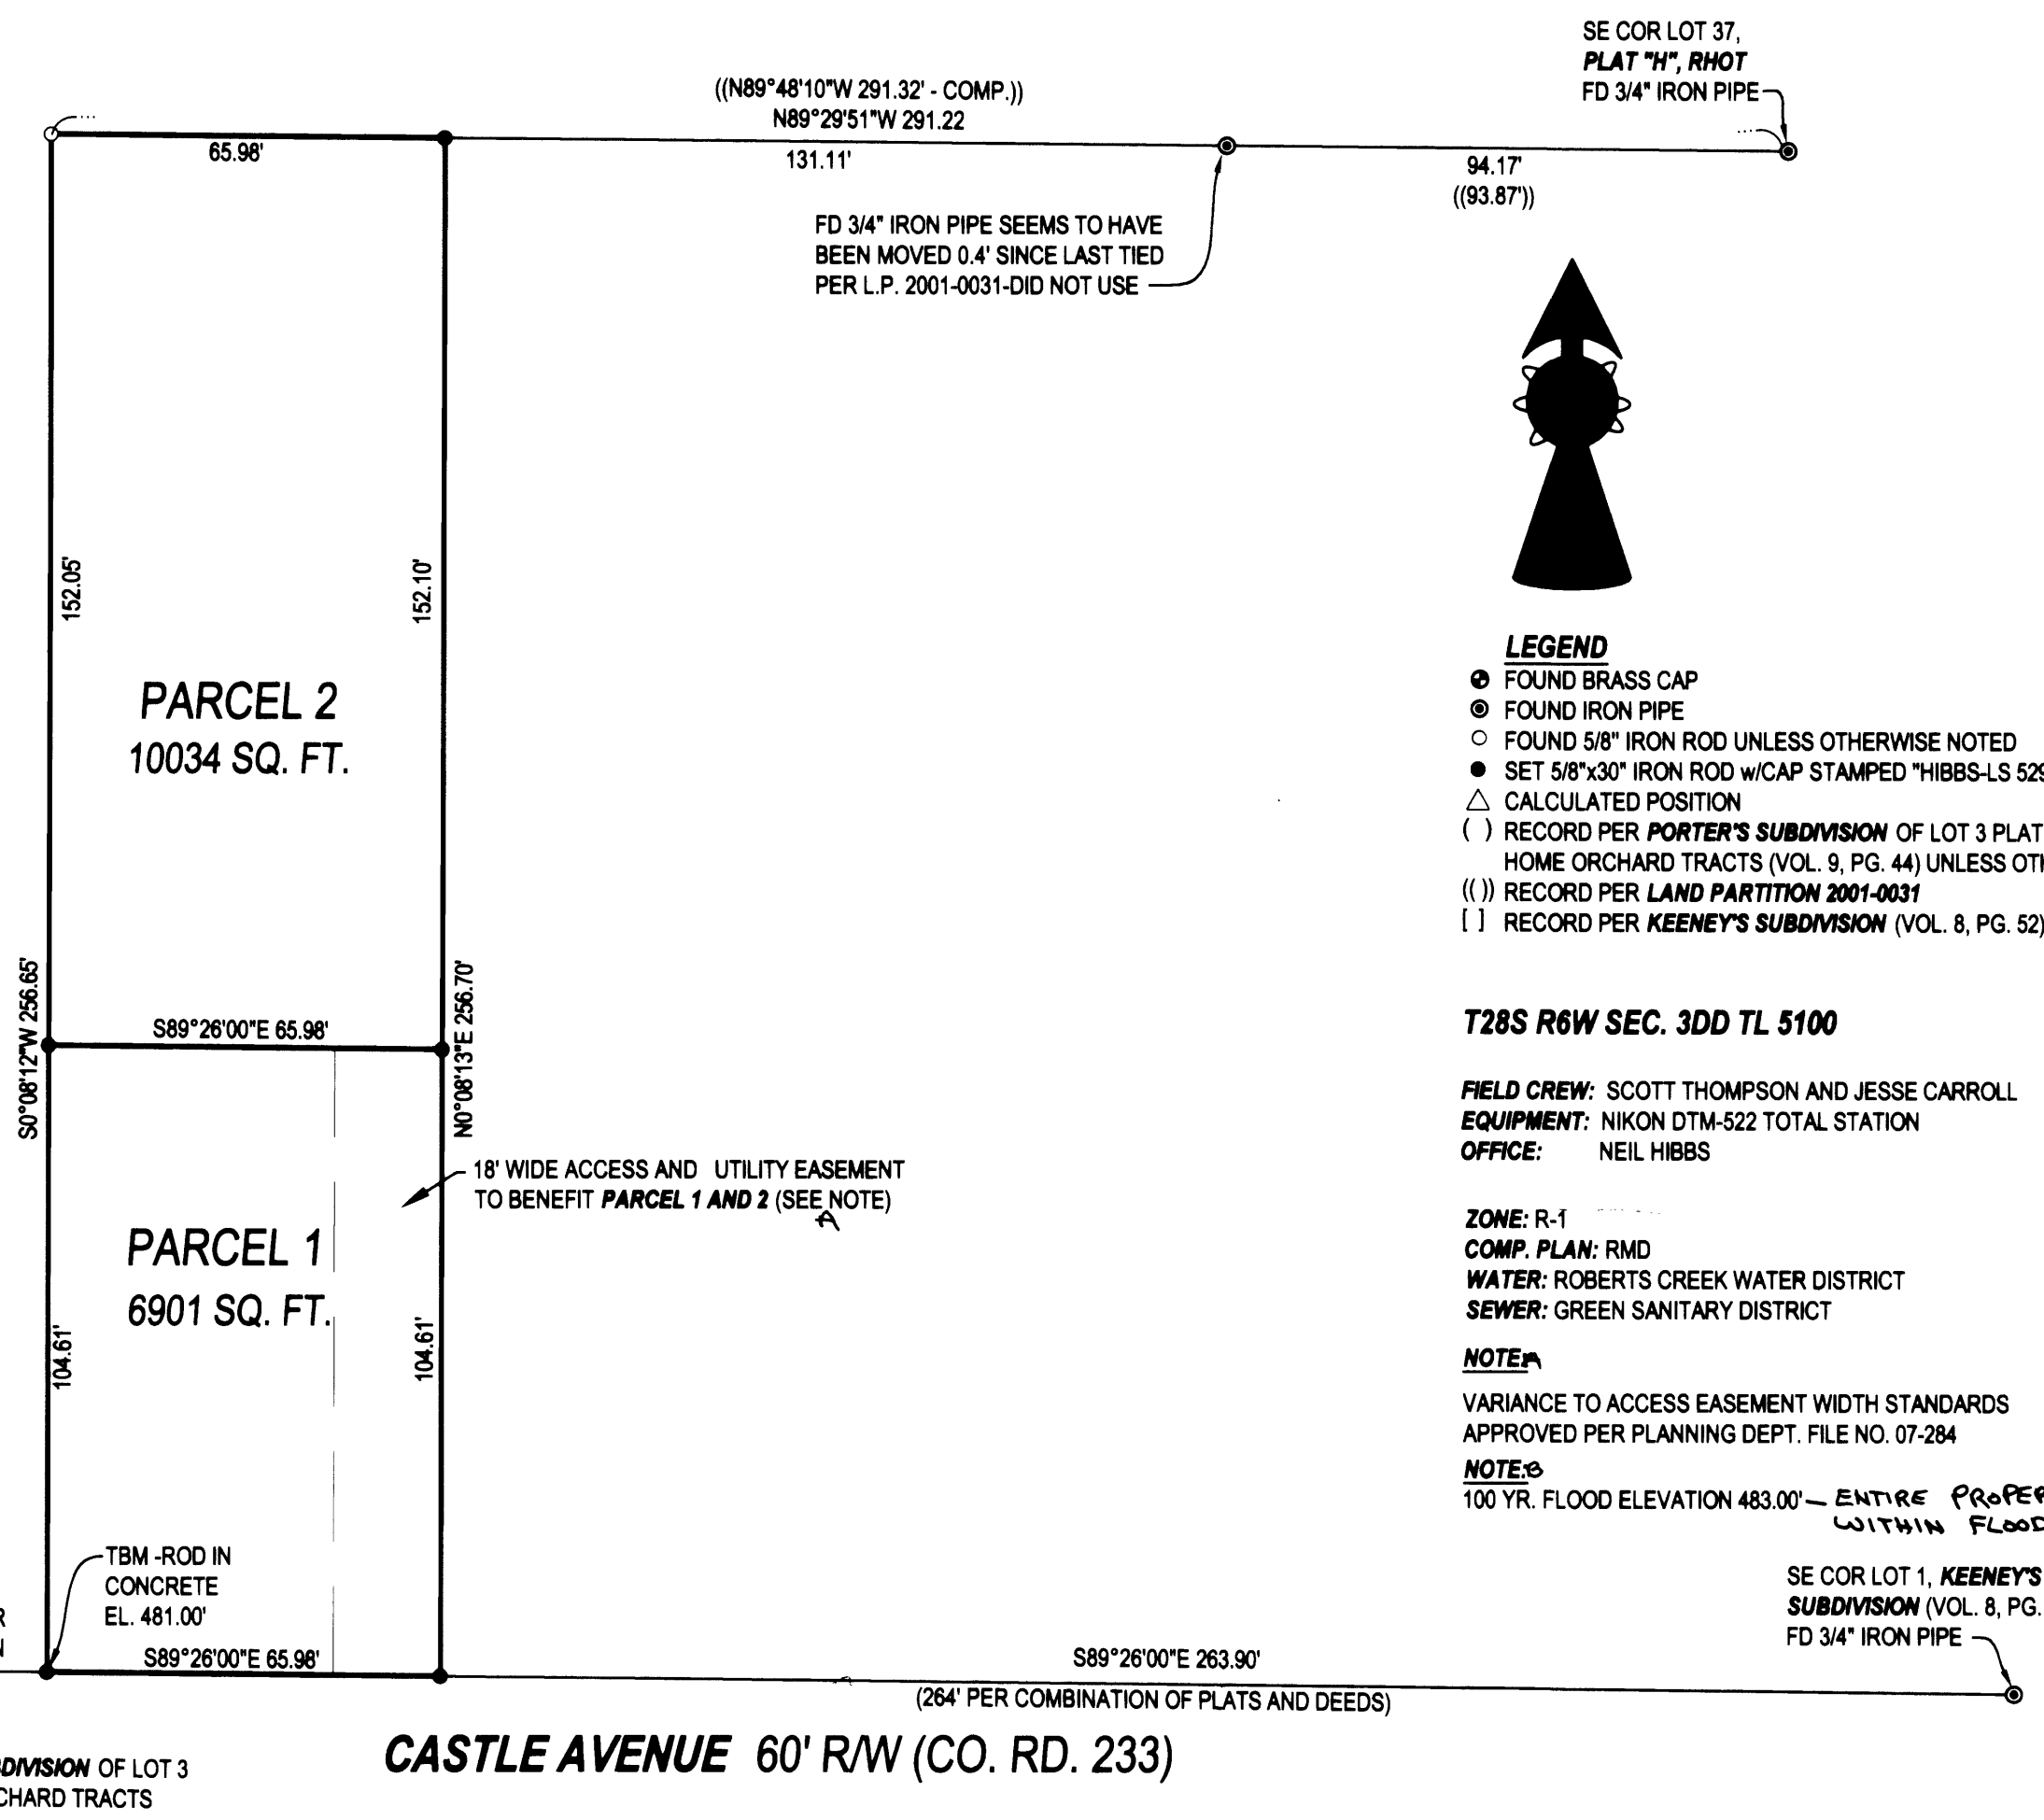 SE COR LOT 37,
PLAT "H", RHOT
FD 3/4" IRON PIPE
((N89°48'10"W 291.32' - COMP.))
N89°29'51"W 291.22
65.98'
131.11'
94.17'
((93.87'))
FD 3/4" IRON PIPE SEEMS TO HAVE
BEEN MOVED 0.4' SINCE LAST TIED
PER L.P. 2001-0031-DID NOT USE
152.05'
152.10'
PARCEL 2
10034 SQ. FT.
LEGEND
FOUND BRASS CAP
FOUND IRON PIPE
FOUND 5/8" IRON ROD UNLESS OTHERWISE NOTED
SET 5/8"x30" IRON ROD w/CAP STAMPED "HIBBS-LS 529
CALCULATED POSITION
( ) RECORD PER PORTER'S SUBDIVISION OF LOT 3 PLAT
HOME ORCHARD TRACTS (VOL. 9, PG. 44) UNLESS OT
(( )) RECORD PER LAND PARTITION 2001-0031
[ ] RECORD PER KEENEY'S SUBDIVISION (VOL. 8, PG. 52)
S0°08'12"W 256.65'
S89°26'00"E 65.98'
N0°08'13"E 256.70'
T28S R6W SEC. 3DD TL 5100
FIELD CREW: SCOTT THOMPSON AND JESSE CARROLL
EQUIPMENT: NIKON DTM-522 TOTAL STATION
OFFICE: NEIL HIBBS
18' WIDE ACCESS AND UTILITY EASEMENT
TO BENEFIT PARCEL 1 AND 2 (SEE NOTE)
A
PARCEL 1
6901 SQ. FT.
104.61'
104.61'
ZONE: R-1
COMP. PLAN: RMD
WATER: ROBERTS CREEK WATER DISTRICT
SEWER: GREEN SANITARY DISTRICT
NOTE:A
VARIANCE TO ACCESS EASEMENT WIDTH STANDARDS
APPROVED PER PLANNING DEPT. FILE NO. 07-284
NOTE:B
100 YR. FLOOD ELEVATION 483.00' — ENTIRE PROPER
WITHIN FLOOD
TBM -ROD IN
CONCRETE
EL. 481.00'
R
N
SE COR LOT 1, KEENEY'S
SUBDIVISION (VOL. 8, PG.
FD 3/4" IRON PIPE
S89°26'00"E 65.98'
S89°26'00"E 263.90'
(264' PER COMBINATION OF PLATS AND DEEDS)
CASTLE AVENUE 60' R/W (CO. RD. 233)
DIVISION OF LOT 3
CHARD TRACTS